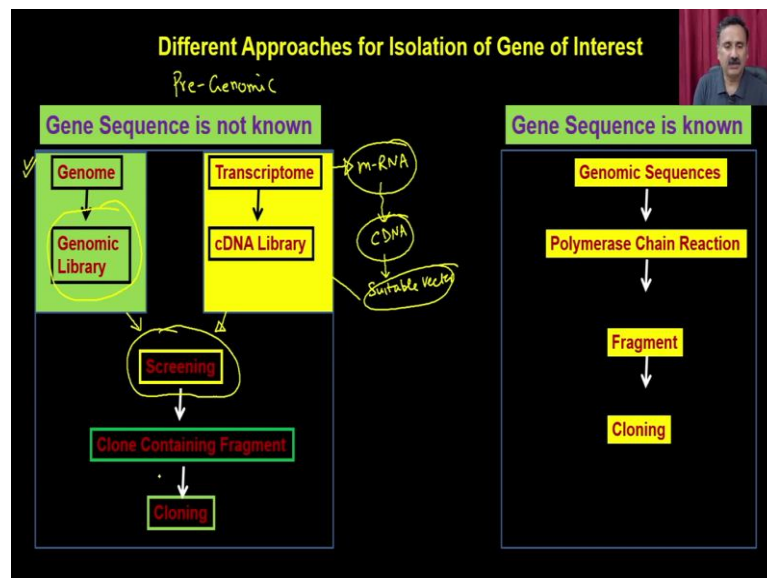 Different Approaches for Isolation of Gene of Interest
Pre-Genomic
Gene Sequence is not known
Genome
Transcriptome
m-RNA
Genomic
Library
cDNA Library
CDNA
Suitable Vector
Screening
Clone Containing Fragment
Cloning
Gene Sequence is known
Genomic Sequences
Polymerase Chain Reaction
Fragment
Cloning